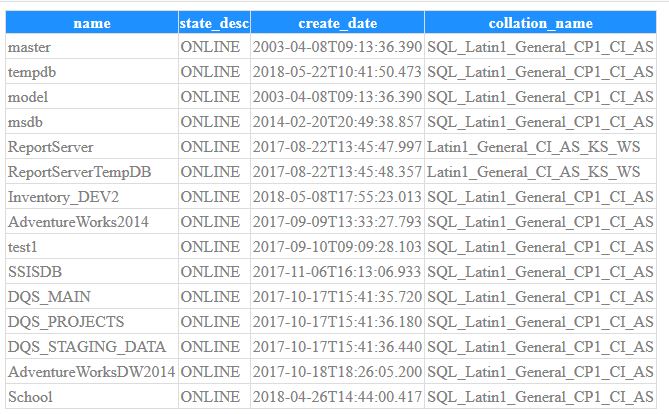 name state_desc create_date collation_name
master ONLINE 2003-04-08T09:13:36.390 SQL_Latin1_General_CP1_CI_AS
tempdb ONLINE 2018-05-22T10:41:50.473 SQL_Latin1_General_CP1_CI_AS
model ONLINE 2003-04-08T09:13:36.390 SQL_Latin1_General_CP1_CI_AS
msdb ONLINE 2014-02-20T20:49:38.857 SQL_Latin1_General_CP1_CI_AS
ReportServer ONLINE 2017-08-22T13:45:47.997 Latin1_General_CI_AS_KS_WS
ReportServerTempDB ONLINE 2017-08-22T13:45:48.357 Latin1_General_CI_AS_KS_WS
Inventory_DEV2 ONLINE 2018-05-08T17:55:23.013 SQL_Latin1_General_CP1_CI_AS
AdventureWorks2014 ONLINE 2017-09-09T13:33:27.793 SQL_Latin1_General_CP1_CI_AS
test1 ONLINE 2017-09-10T09:09:28.103 SQL_Latin1_General_CP1_CI_AS
SSISDB ONLINE 2017-11-06T16:13:06.933 SQL_Latin1_General_CP1_CI_AS
DQS_MAIN ONLINE 2017-10-17T15:41:35.720 SQL_Latin1_General_CP1_CI_AS
DQS_PROJECTS ONLINE 2017-10-17T15:41:36.180 SQL_Latin1_General_CP1_CI_AS
DQS_STAGING_DATA ONLINE 2017-10-17T15:41:36.440 SQL_Latin1_General_CP1_CI_AS
AdventureWorksDW2014 ONLINE 2017-10-18T18:26:05.200 SQL_Latin1_General_CP1_CI_AS
School ONLINE 2018-04-26T14:44:00.417 SQL_Latin1_General_CP1_CI_AS